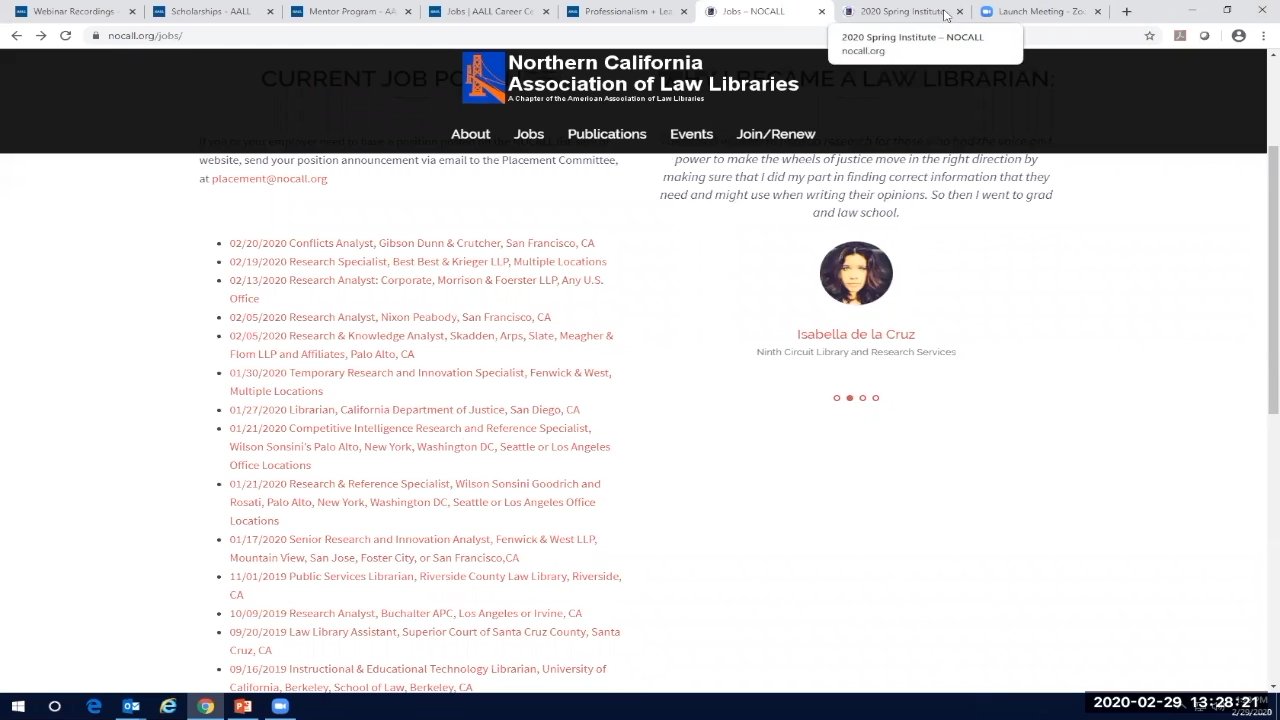 Webinar Recordings -
Scholarships - AALL
Mentor Program - AAL
AALL Career Center -
Professionalism + Lea
Jobs – NOCALL
2020 Spring Institute
Launch Meeting - Zo
nocall.org/jobs/
2020 Spring Institute – NOCALL
nocall.org
Northern California
Association of Law Libraries
A Chapter of the American Association of Law Libraries
CURRENT JOB
BECAME A LAW LIBRARIAN:
About
Jobs
Publications
Events
Join/Renew
website, send your position announcement via email to the Placement Committee,
at placement@nocall.org
power to make the wheels of justice move in the right direction by
making sure that I did my part in finding correct information that they
need and might use when writing their opinions. So then I went to grad
and law school.
Isabella de la Cruz
Ninth Circuit Library and Research Services
02/20/2020 Conflicts Analyst, Gibson Dunn & Crutcher, San Francisco, CA
02/19/2020 Research Specialist, Best Best & Krieger LLP, Multiple Locations
02/13/2020 Research Analyst: Corporate, Morrison & Foerster LLP, Any U.S.
Office
02/05/2020 Research Analyst, Nixon Peabody, San Francisco, CA
02/05/2020 Research & Knowledge Analyst, Skadden, Arps, Slate, Meagher &
Flom LLP and Affiliates, Palo Alto, CA
01/30/2020 Temporary Research and Innovation Specialist, Fenwick & West,
Multiple Locations
01/27/2020 Librarian, California Department of Justice, San Diego, CA
01/21/2020 Competitive Intelligence Research and Reference Specialist,
Wilson Sonsini's Palo Alto, New York, Washington DC, Seattle or Los Angeles
Office Locations
01/21/2020 Research & Reference Specialist, Wilson Sonsini Goodrich and
Rosati, Palo Alto, New York, Washington DC, Seattle or Los Angeles Office
Locations
01/17/2020 Senior Research and Innovation Analyst, Fenwick & West LLP,
Mountain View, San Jose, Foster City, or San Francisco,CA
11/01/2019 Public Services Librarian, Riverside County Law Library, Riverside,
CA
10/09/2019 Research Analyst, Buchalter APC, Los Angeles or Irvine, CA
09/20/2019 Law Library Assistant, Superior Court of Santa Cruz County, Santa
Cruz, CA
09/16/2019 Instructional & Educational Technology Librarian, University of
California, Berkeley, School of Law, Berkeley, CA
2020-02-29 13:28:21
2/29/2020